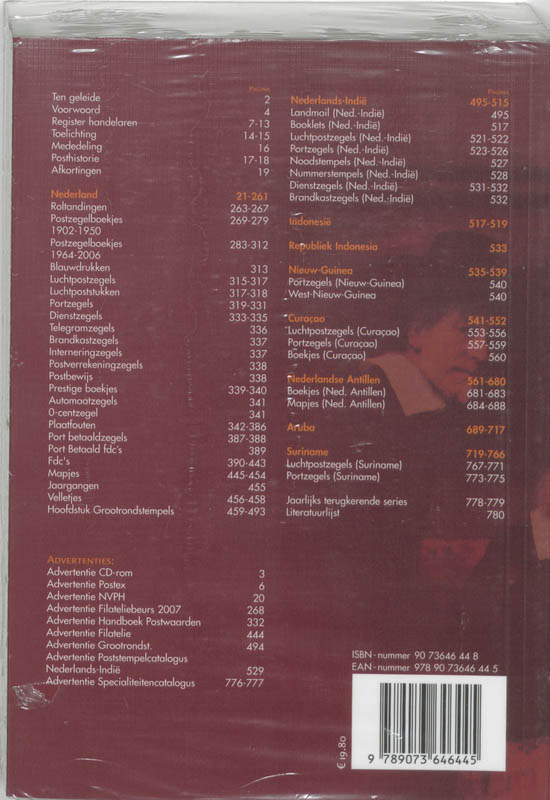 PAGINA
Ten geleide 2
Voorwoord 4
Register handelaren 7-13
Toelichting 14-15
Mededeling 16
Posthistorie 17-18
Afkortingen 19
Nederland 21-261
Roltandingen 263-267
Postzegelboekjes 269-279
1902-1950
Postzegelboekjes 283-312
1964-2006
Blauwdrukken 313
Luchtpostzegels 315-317
Luchtpoststukken 317-318
Portzegels 319-331
Dienstzegels 333-335
Telegramzegels 336
Brandkastzegels 337
Interneringzegels 337
Postverrekeningzegels 338
Postbewijs 338
Prestige boekjes 339-340
Automaatzegels 341
0-centzegel 341
Plaatfouten 342-386
Port betaaldzegels 387-388
Port Betaald fdc's 389
Fdc's 390-443
Mapjes 445-454
Jaargangen 455
Velletjes 456-458
Hoofdstuk Grootrondstempels 459-493
ADVERTENTIES:
Advertentie CD-rom 3
Advertentie Postex 6
Advertentie NVPH 20
Advertentie Filateliebeurs 2007 268
Advertentie Handboek Postwaarden 332
Advertentie Filatelie 444
Advertentie Grootrondst. 494
Advertentie Poststempelcatalogus
Nederlands-Indië 529
Advertentie Specialiteitencatalogus 776-777
PAGINA
Nederlands-Indië 495-515
Landmail (Ned.-Indië) 495
Booklets (Ned.-Indië) 517
Luchtpostzegels (Ned.-Indië) 521-522
Portzegels (Ned.-Indië) 523-526
Noodstempels (Ned.-Indië) 527
Nummerstempels (Ned.-Indië) 528
Dienstzegels (Ned.-Indië) 531-532
Brandkastzegels (Ned.-Indië) 532
Indonesië 517-519
Republiek Indonesia 533
Nieuw-Guinea 535-539
Portzegels (Nieuw-Guinea) 540
West-Nieuw-Guinea 540
Curaçao 541-552
Luchtpostzegels (Curaçao) 553-556
Portzegels (Curaçao) 557-559
Boekjes (Curaçao) 560
Nederlandse Antillen 561-680
Boekjes (Ned. Antillen) 681-683
Mapjes (Ned. Antillen) 684-688
Aruba 689-717
Suriname 719-766
Luchtpostzegels (Suriname) 767-771
Portzegels (Suriname) 773-775
Jaarlijks terugkerende series 778-779
Literatuurlijst 780
ISBN-nummer 90 73646 44 8
EAN-nummer 978 90 73646 44 5
€ 19.80
9 789073 646445